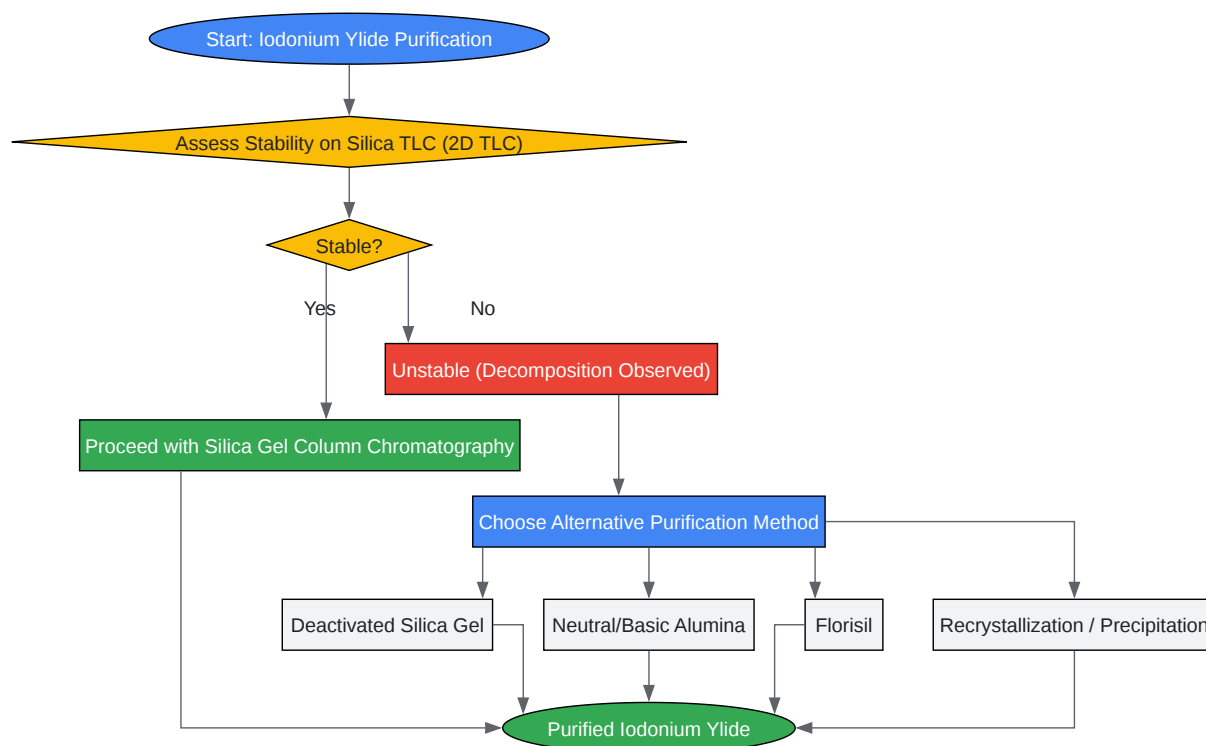 Start: Iodonium Ylide Purification
Assess Stability on Silica TLC (2D TLC)
Stable?
Yes
No
Unstable (Decomposition Observed)
Proceed with Silica Gel Column Chromatography
Choose Alternative Purification Method
Deactivated Silica Gel
Neutral/Basic Alumina
Florisil
Recrystallization / Precipitation
Purified Iodonium Ylide